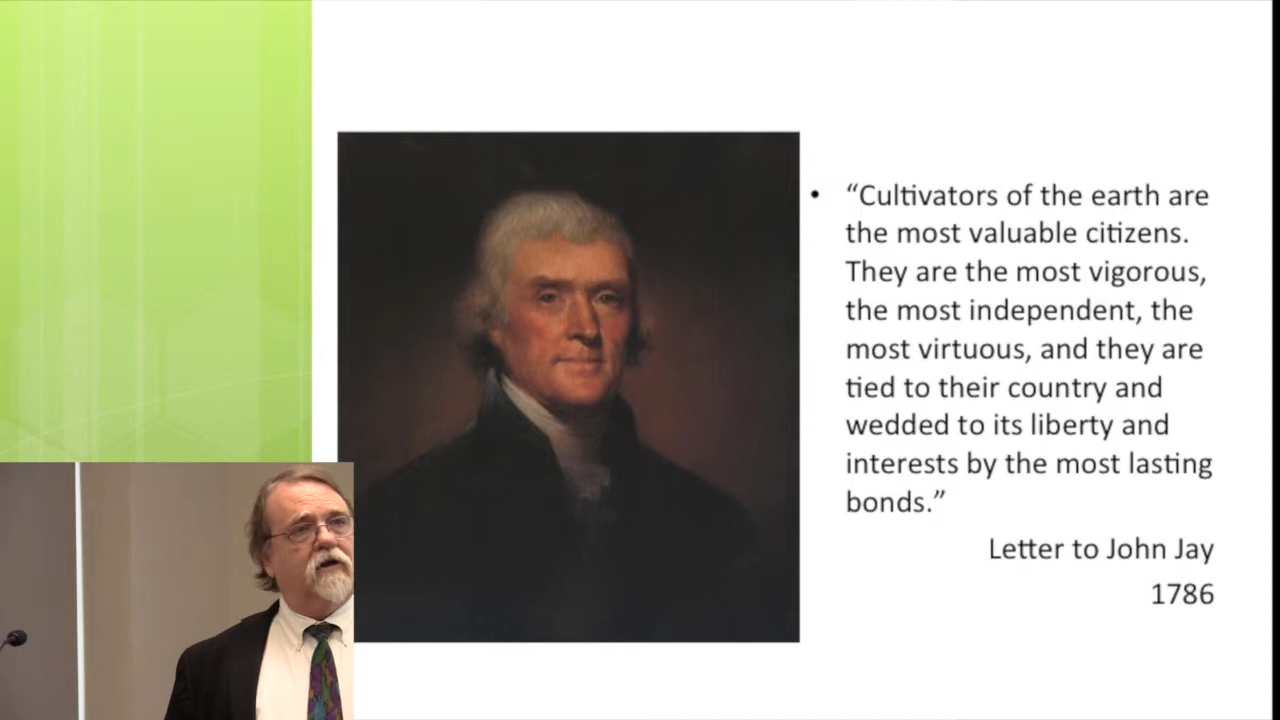 • “Cultivators of the earth are
the most valuable citizens.
They are the most vigorous,
the most independent, the
most virtuous, and they are
tied to their country and
wedded to its liberty and
interests by the most lasting
bonds.”
Letter to John Jay
1786